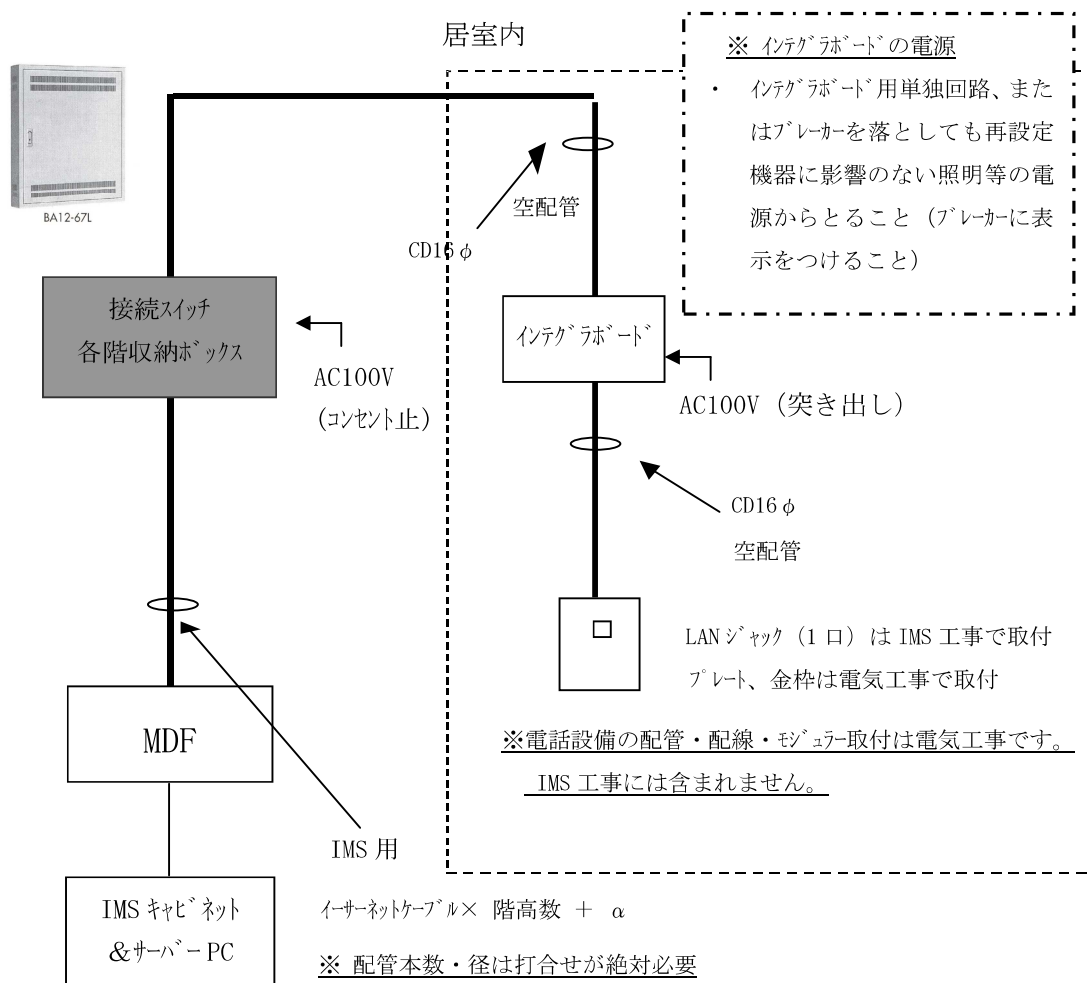 居室内
※ ｲﾝﾃｸﾞﾗﾎﾞｰﾄﾞの電源
・ ｲﾝﾃｸﾞﾗﾎﾞｰﾄﾞ用単独回路、また
はﾌﾞﾚｰｶｰを落としても再設定
機器に影響のない照明等の電
源からとること（ﾌﾞﾚｰｶｰに表
示をつけること）
BA12-67L
空配管
CD16φ
接続ｽｲｯﾁ
各階収納ﾎﾞｯｸｽ
AC100V
（ｺﾝｾﾝﾄ止）
ｲﾝﾃｸﾞﾗﾎﾞｰﾄﾞ
AC100V（突き出し）
CD16φ
空配管
LANｼﾞｬｯｸ（1口）はIMS工事で取付
ﾌﾟﾚｰﾄ、金枠は電気工事で取付
MDF
※電話設備の配管・配線・ﾓｼﾞｭﾗｰ取付は電気工事です。
IMS工事には含まれません。
IMS用
IMSｷｬﾋﾞﾈｯﾄ
＆ｻｰﾊﾞｰPC
ｲｰｻｰﾈｯﾄｹｰﾌﾞﾙ× 階高数 ＋ α
※ 配管本数・径は打合せが絶対必要